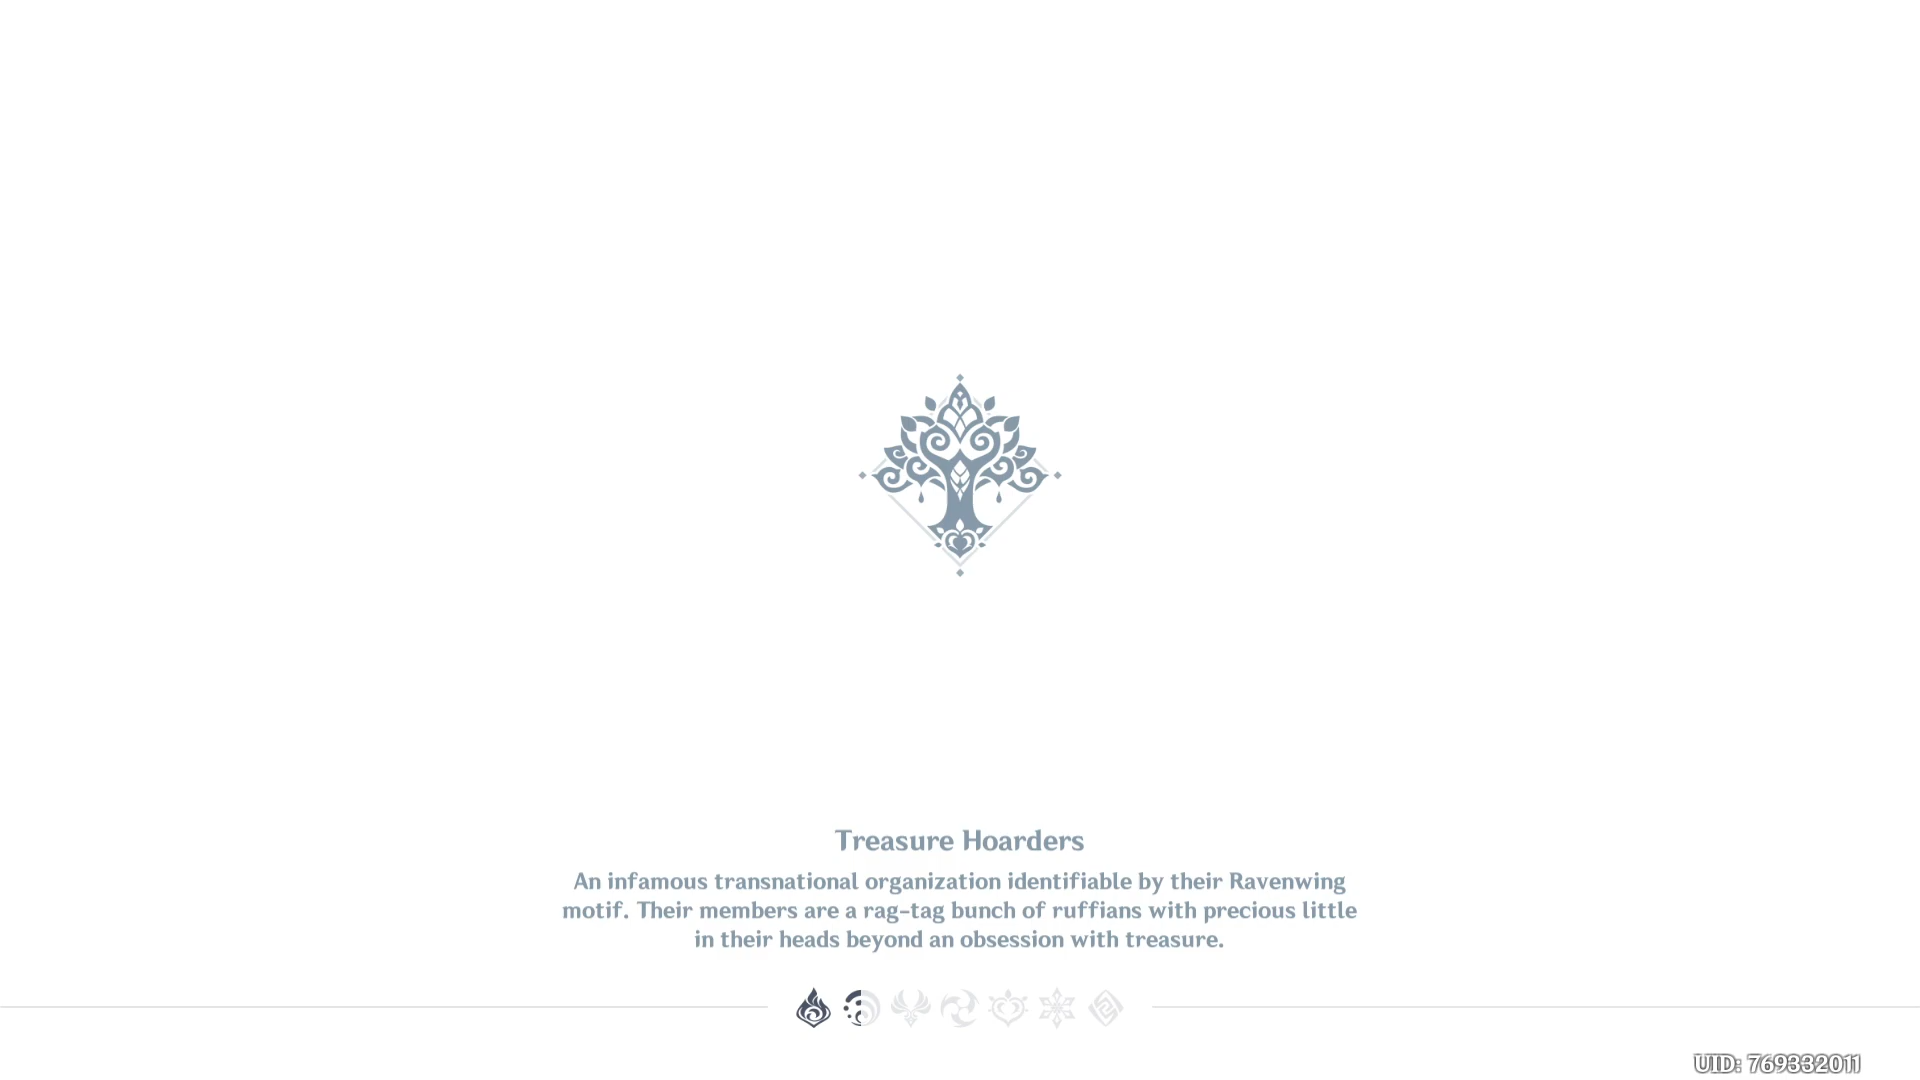 Treasure Hoarders
An infamous transnational organization identifiable by their Ravenwing
motif. Their members are a rag-tag bunch of ruffians with precious little
in their heads beyond an obsession with treasure.
UID: 769332011